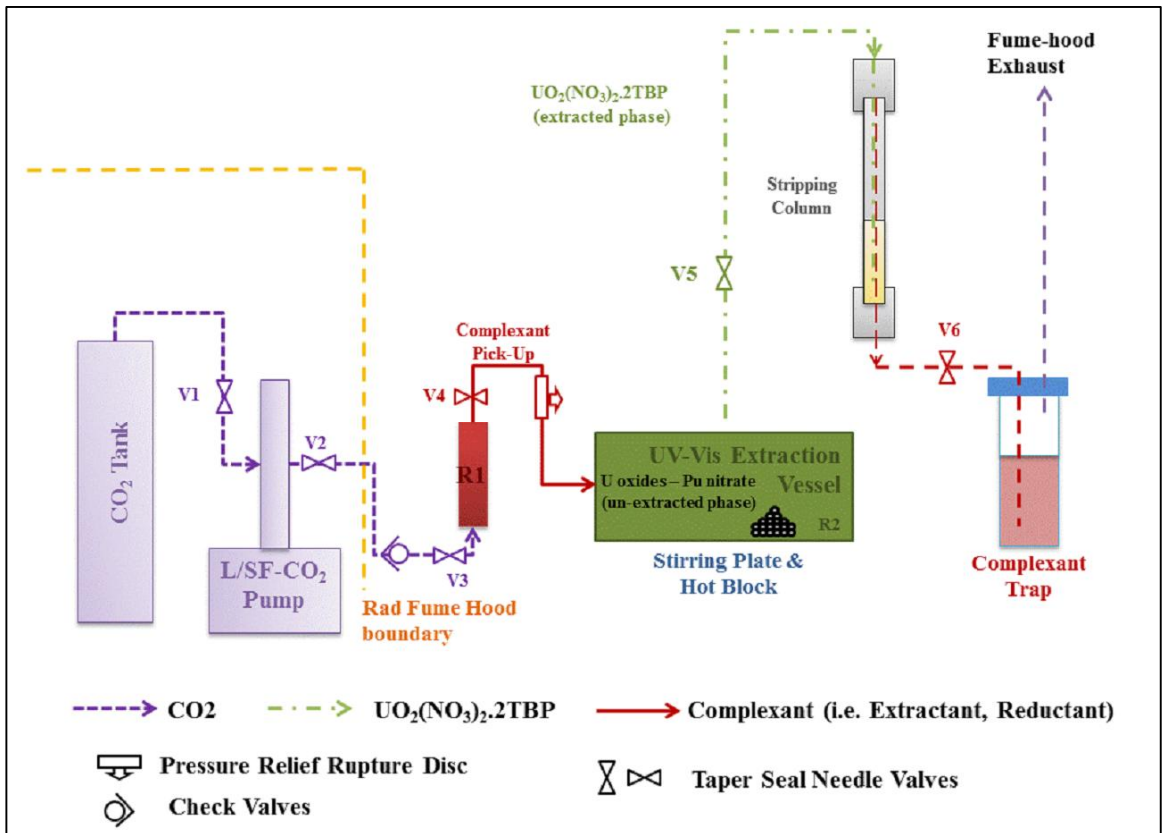 Fume-hood
Exhaust
UO₂(NO₃)₂.2TBP
(extracted phase)
Stripping
Column
V5
V6
Complexant
Pick-Up
V1
V4
V2
CO₂ Tank
R1
UV-Vis Extraction
Vessel
U oxides – Pu nitrate
(un-extracted phase)
R2
L/SF-CO₂
Pump
V3
Stirring Plate &
Hot Block
Complexant
Trap
Rad Fume Hood
boundary
CO2
UO₂(NO₃)₂.2TBP
Complexant (i.e. Extractant, Reductant)
Pressure Relief Rupture Disc
Taper Seal Needle Valves
Check Valves